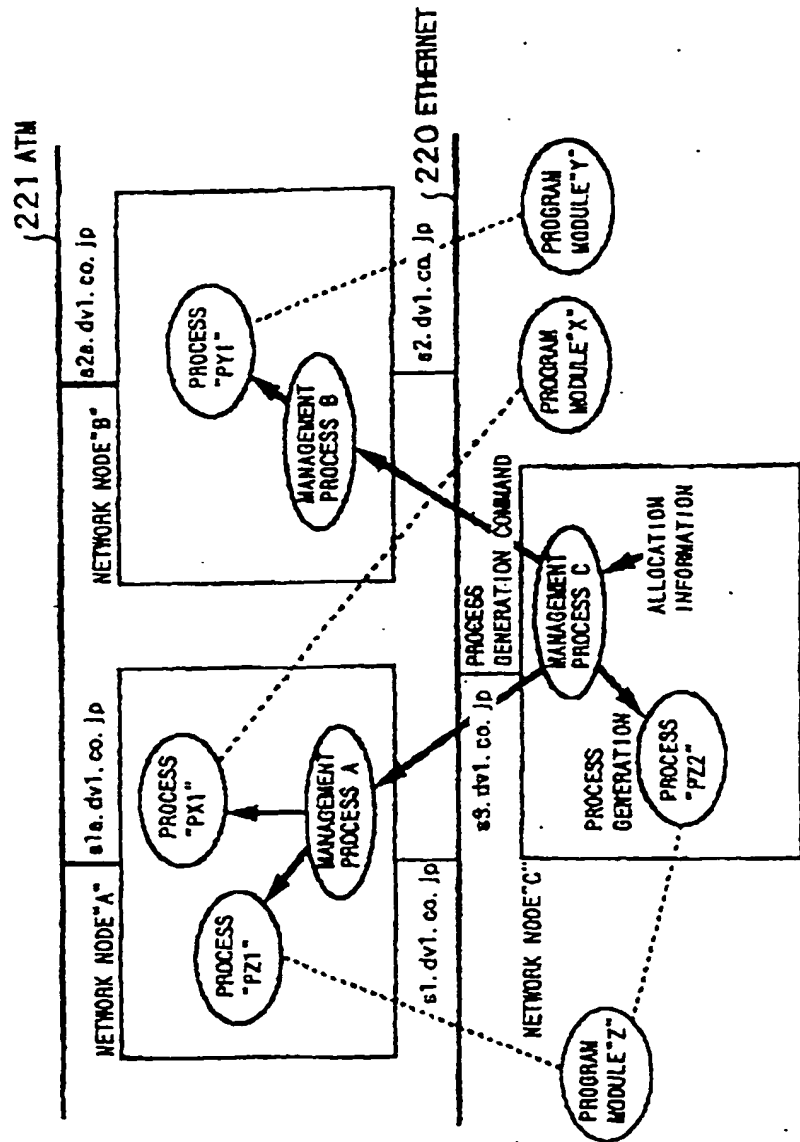 221 ATM
NETWORK NODE"A"
s1a.dv1.co.jp
NETWORK NODE"B"
s2a.dv1.co.jp
PROCESS
"PZ1"
PROCESS
"PX1"
MANAGEMENT
PROCESS A
PROCESS
"PY1"
MANAGEMENT
PROCESS B
s1.dv1.co.jp
s2.dv1.co.jp
220 ETHERNET
s3.dv1.co.jp
PROCESS
GENERATION COMMAND
NETWORK NODE"C"
MANAGEMENT
PROCESS C
PROCESS
GENERATION
PROCESS
"PZ2"
ALLOCATION
INFORMATION
PROGRAM
MODULE"Z"
PROGRAM
MODULE"X"
PROGRAM
MODULE"Y"